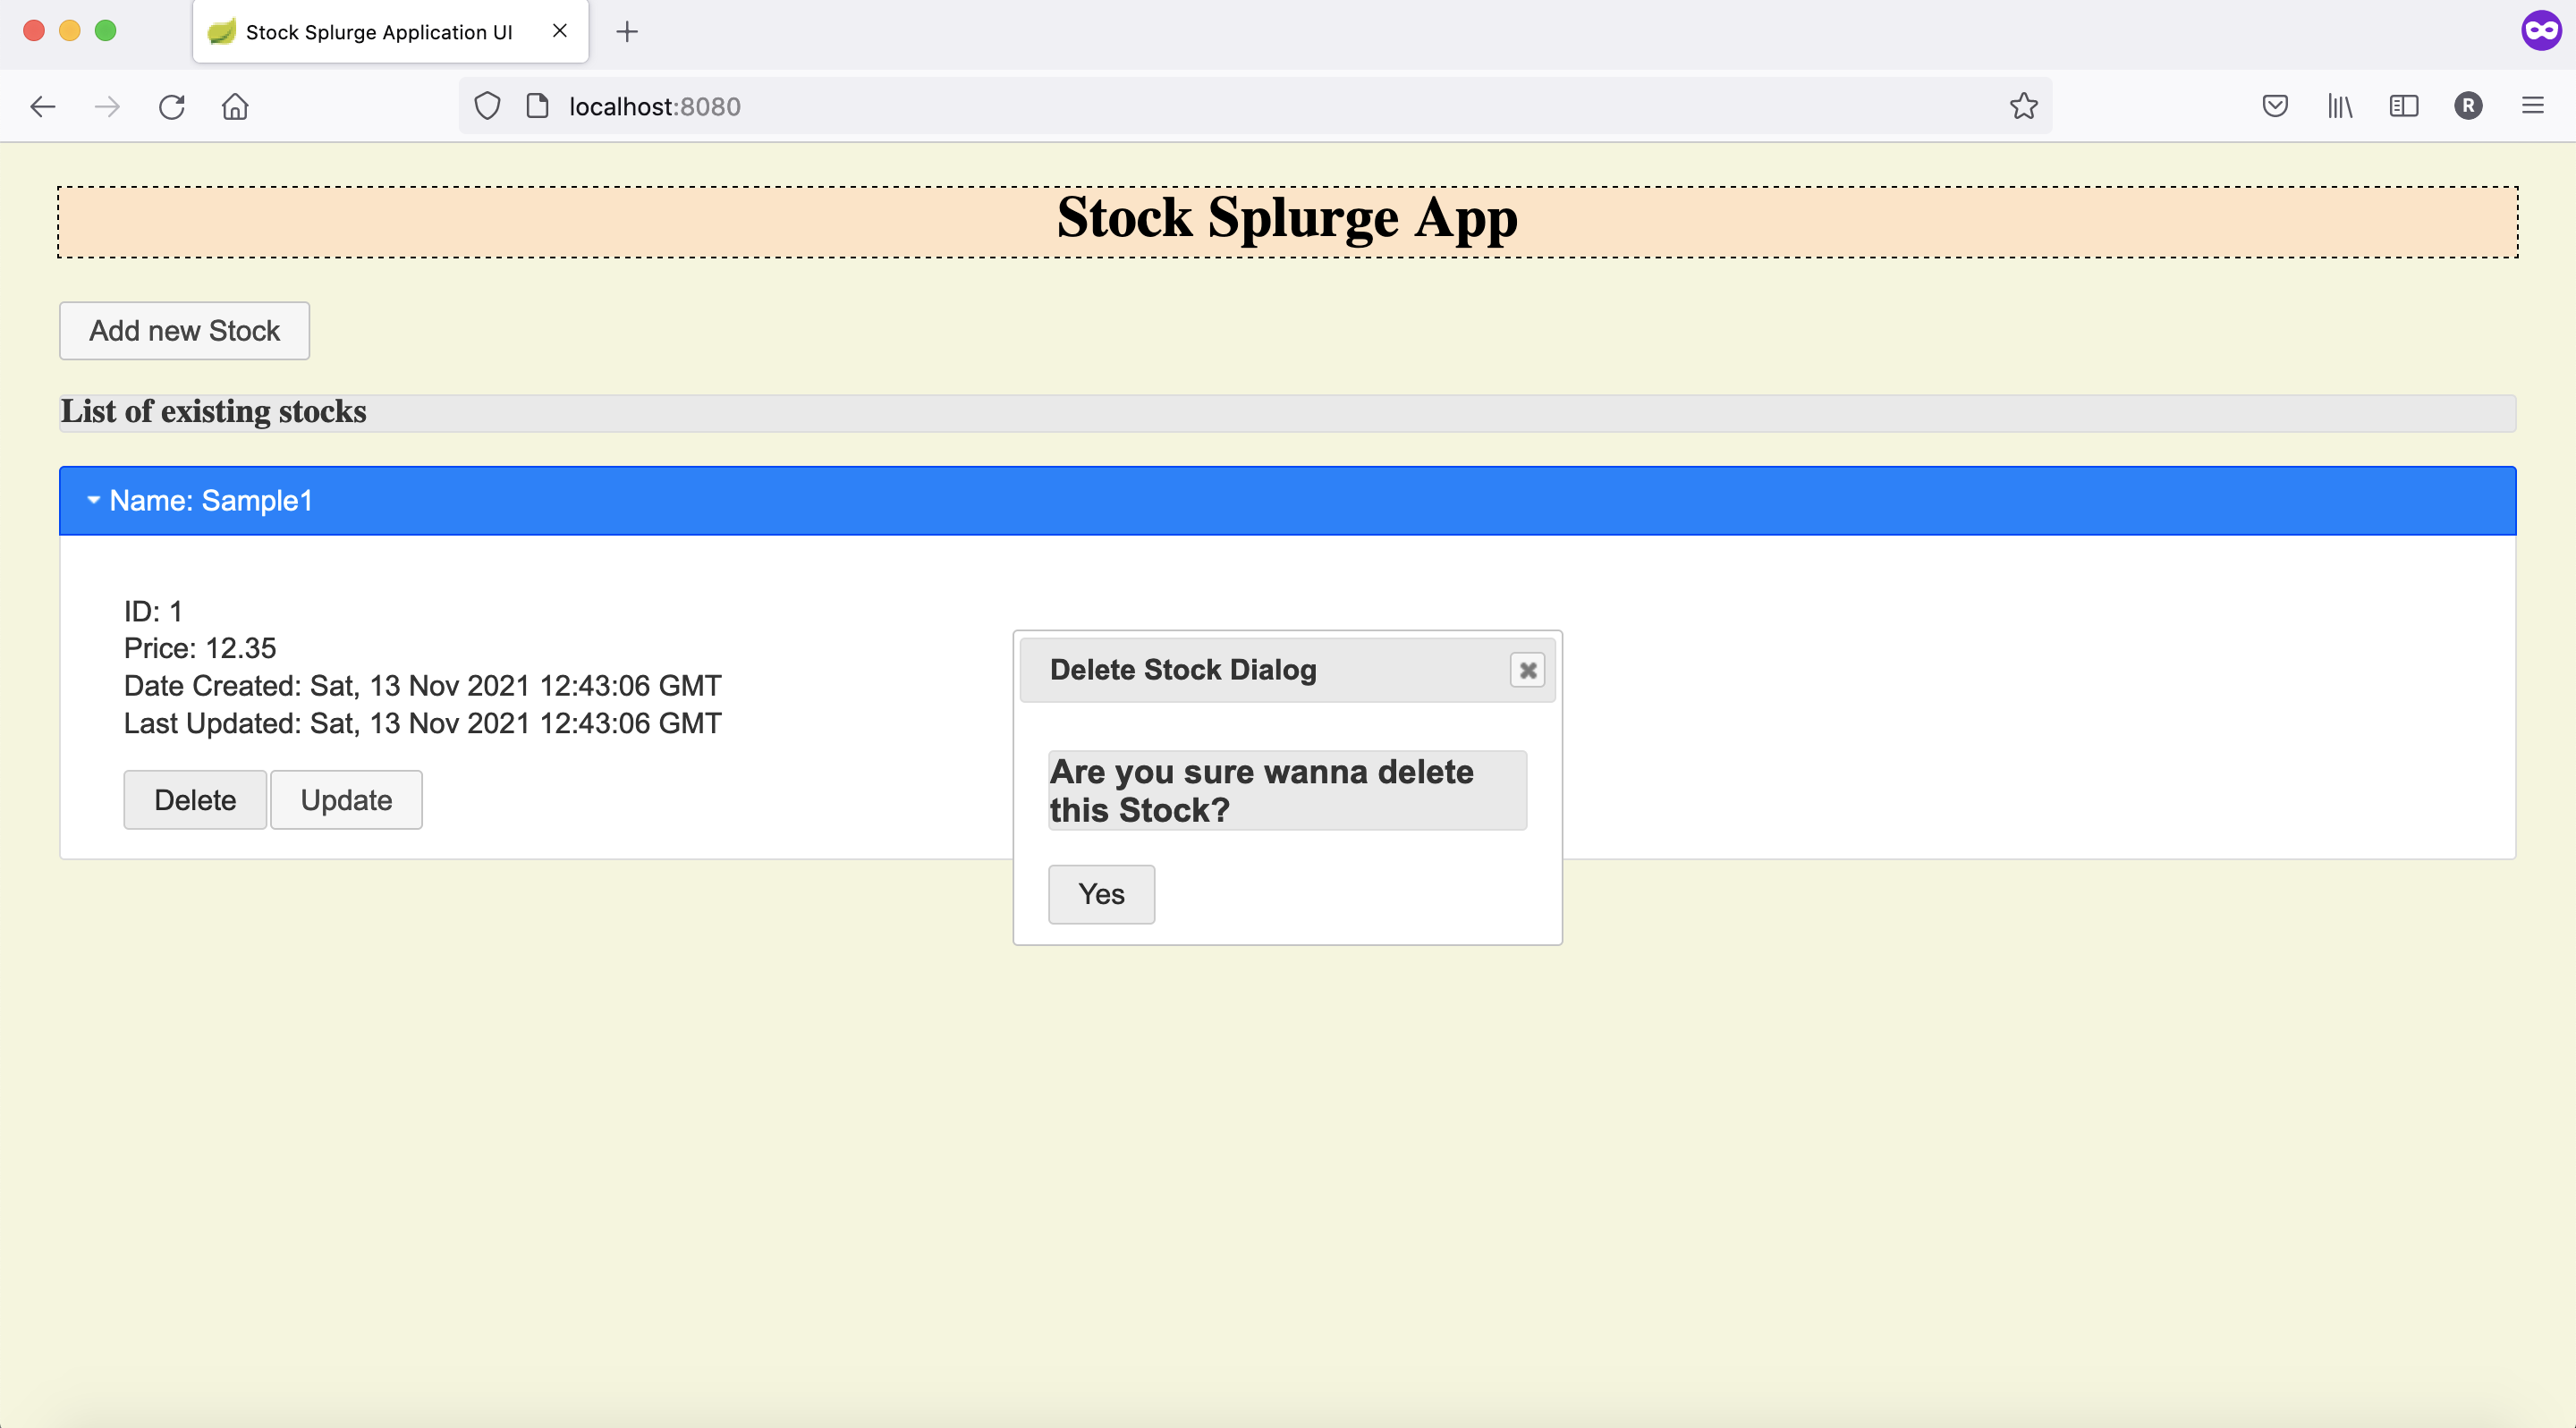 Stock Splurge Application UI
localhost:8080
R
Stock Splurge App
Add new Stock
List of existing stocks
Name: Sample1
ID: 1
Price: 12.35
Date Created: Sat, 13 Nov 2021 12:43:06 GMT
Last Updated: Sat, 13 Nov 2021 12:43:06 GMT
Delete Update
Delete Stock Dialog
Are you sure wanna delete
this Stock?
Yes